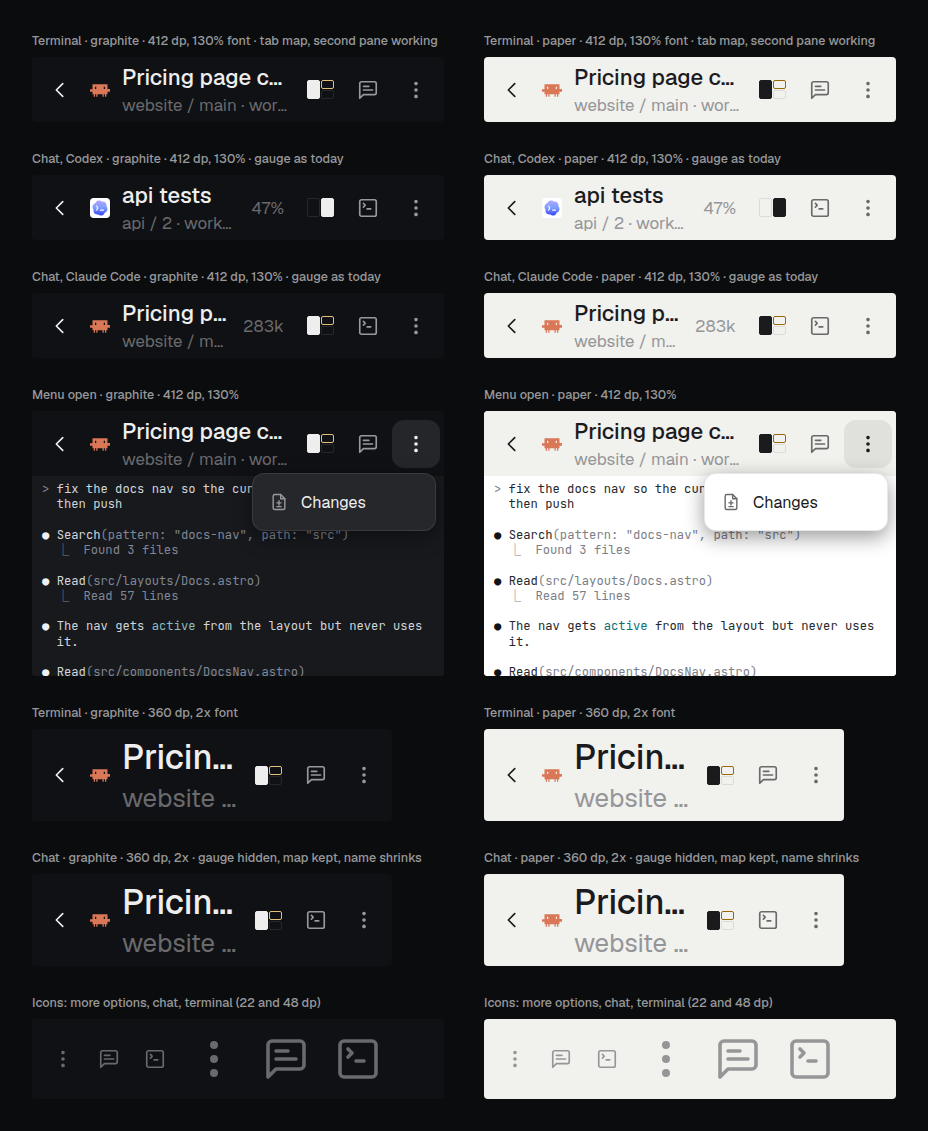 Terminal · graphite · 412 dp, 130% font · tab map, second pane working
Pricing page c...
website / main · wor...
Terminal · paper · 412 dp, 130% font · tab map, second pane working
Pricing page c...
website / main · wor...
Chat, Codex · graphite · 412 dp, 130% · gauge as today
api tests
47%
api / 2 · work...
Chat, Codex · paper · 412 dp, 130% · gauge as today
api tests
47%
api / 2 · work...
Chat, Claude Code · graphite · 412 dp, 130% · gauge as today
Pricing p...
283k
website / m...
Chat, Claude Code · paper · 412 dp, 130% · gauge as today
Pricing p...
283k
website / m...
Menu open · graphite · 412 dp, 130%
Pricing page c...
website / main · wor...
Changes
> fix the docs nav so the cur
then push
● Search(pattern: "docs-nav", path: "src")
⎿ Found 3 files
● Read(src/layouts/Docs.astro)
⎿ Read 57 lines
● The nav gets active from the layout but never uses
it.
● Read(src/components/DocsNav.astro)
Menu open · paper · 412 dp, 130%
Pricing page c...
website / main · wor...
Changes
> fix the docs nav so the cur
then push
● Search(pattern: "docs-nav", path: "src")
⎿ Found 3 files
● Read(src/layouts/Docs.astro)
⎿ Read 57 lines
● The nav gets active from the layout but never uses
it.
● Read(src/components/DocsNav.astro)
Terminal · graphite · 360 dp, 2x font
Pricin...
website ...
Terminal · paper · 360 dp, 2x font
Pricin...
website ...
Chat · graphite · 360 dp, 2x · gauge hidden, map kept, name shrinks
Pricin...
website ...
Chat · paper · 360 dp, 2x · gauge hidden, map kept, name shrinks
Pricin...
website ...
Icons: more options, chat, terminal (22 and 48 dp)
Icons: more options, chat, terminal (22 and 48 dp)